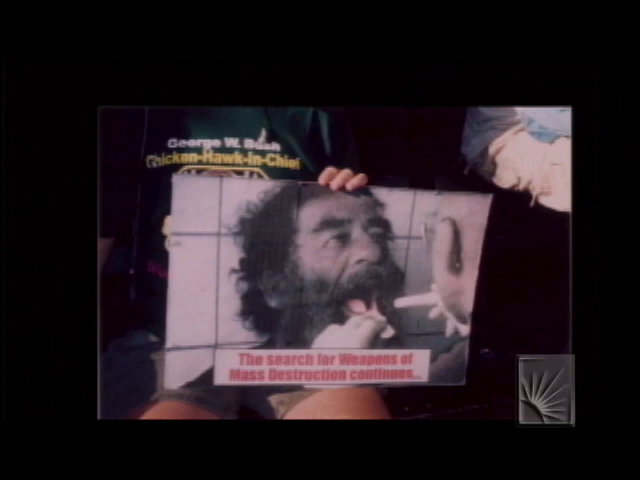 George W. Bush
Chicken-Hawk-In-Chief
The search for Weapons of
Mass Destruction continues...